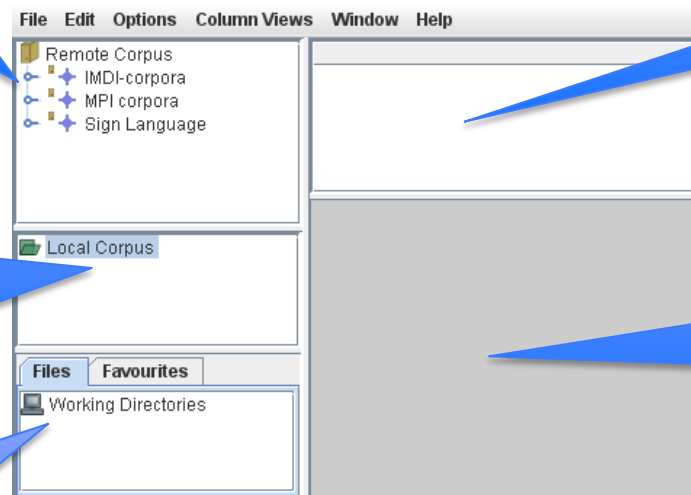 File Edit Options Column Views Window Help
Remote Corpus
IMDI-corpora
MPI corpora
Sign Language
Local Corpus
Files Favourites
Working Directories